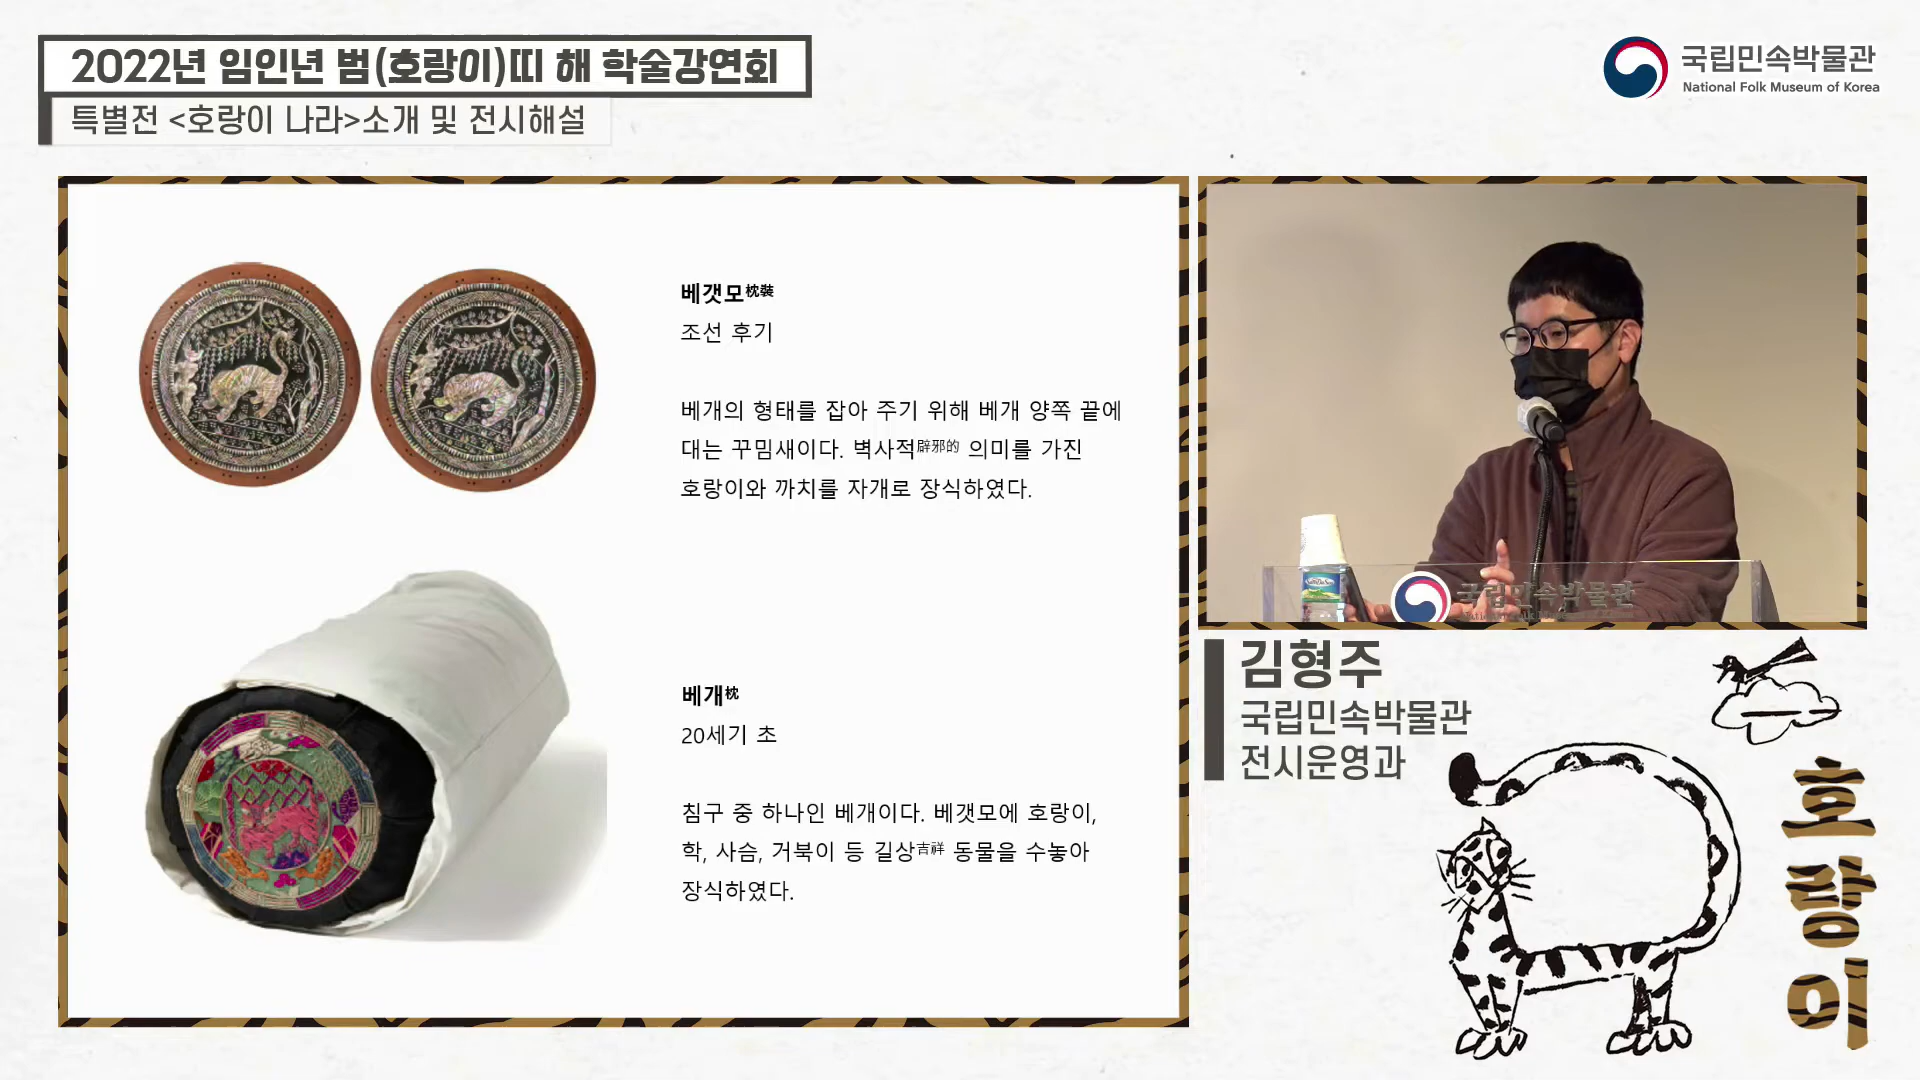 2022년 임인년 범(호랑이)띠 해 학술강연회
특별전 <호랑이 나라>소개 및 전시해설
국립민속박물관
National Folk Museum of Korea
베갯모枕裝
조선 후기
베개의 형태를 잡아 주기 위해 베개 양쪽 끝에
대는 꾸밈새이다. 벽사적辟邪的 의미를 가진
호랑이와 까치를 자개로 장식하였다.
베개枕
20세기 초
침구 중 하나인 베개이다. 베갯모에 호랑이,
학, 사슴, 거북이 등 길상吉祥 동물을 수놓아
장식하였다.
국립민속박물관
김형주
국립민속박물관
전시운영과
호랑이